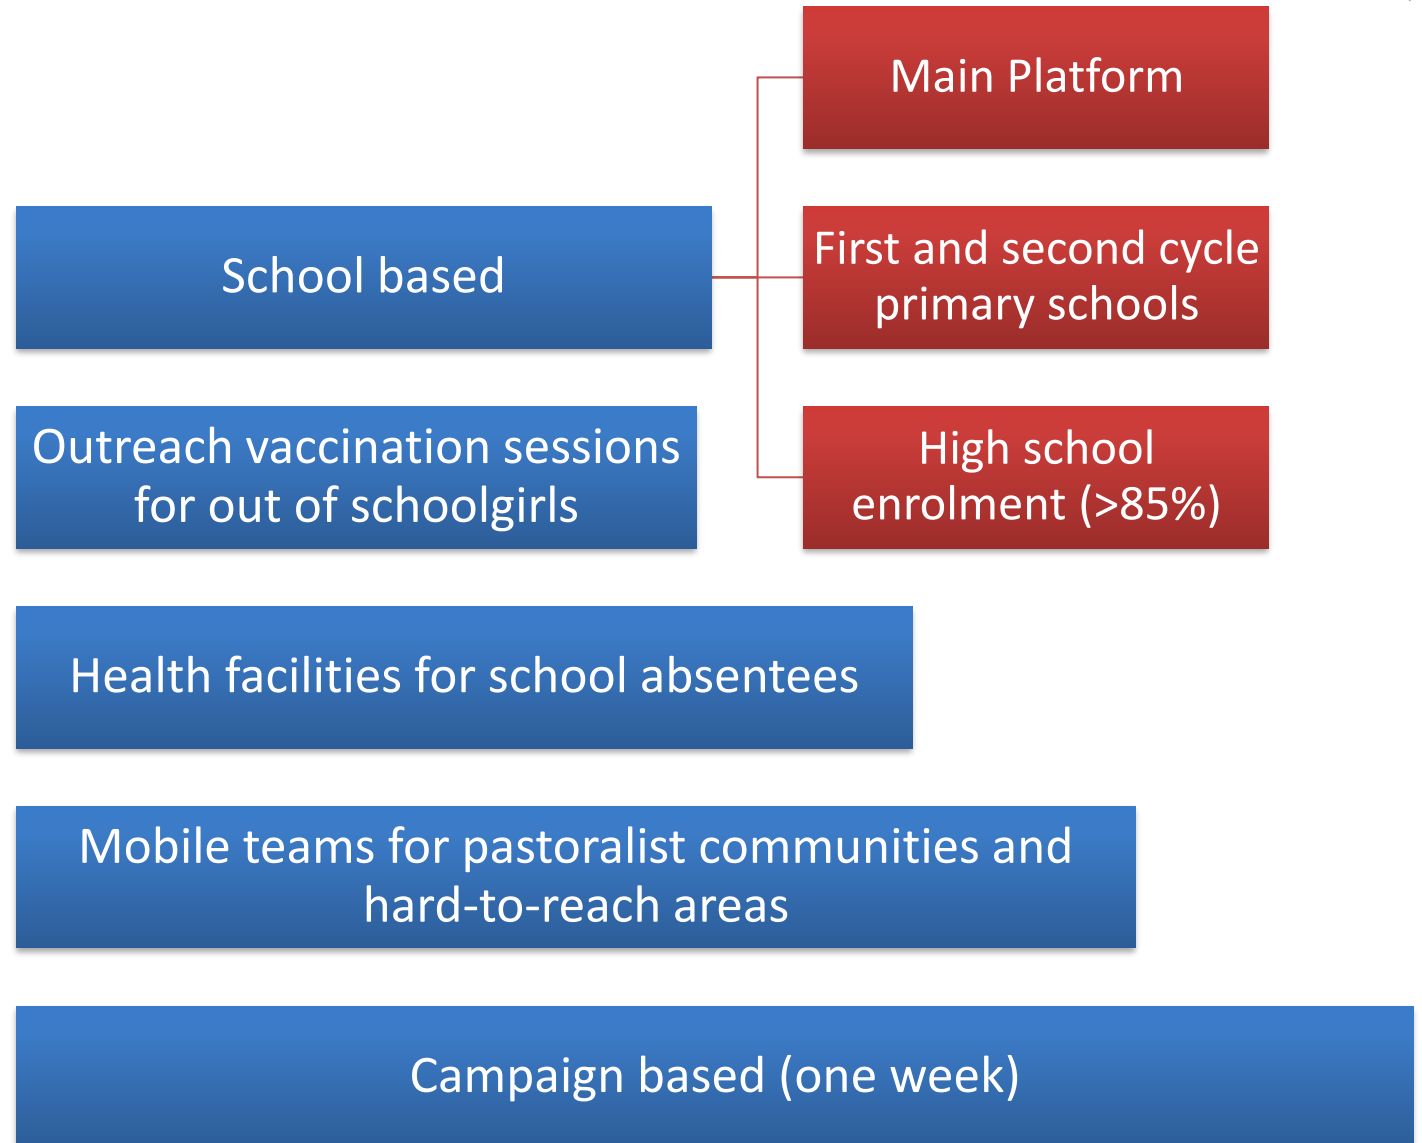 Main Platform
School based
First and second cycle
primary schools
Outreach vaccination sessions
for out of schoolgirls
High school
enrolment (>85%)
Health facilities for school absentees
Mobile teams for pastoralist communities and
hard-to-reach areas
Campaign based (one week)